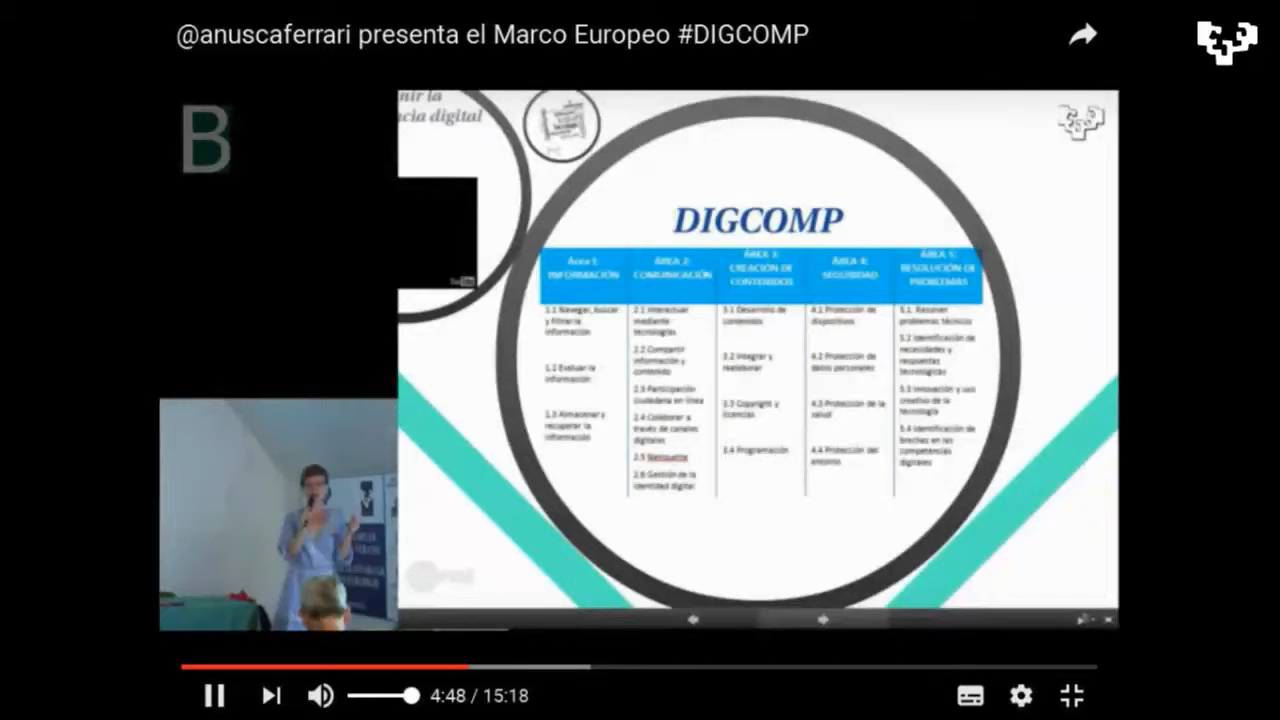 @anuscaferrari presenta el Marco Europeo #DIGCOMP
B
nir la
ncia digital
DIGCOMP
Área 1:
INFORMACIÓN
1.1 Navegar, buscar
y filtrar la
información
1.2 Evaluar la
información
1.3 Almacenar y
recuperar la
información
ÁREA 2:
COMUNICACIÓN
2.1 Interactuar
mediante
tecnologías
2.2 Compartir
información y
contenido
2.3 Participación
ciudadana en línea
2.4 Colaborar a
través de canales
digitales
2.5 Netiqueta
2.6 Gestión de la
identidad digital
ÁREA 3:
CREACIÓN DE
CONTENIDOS
3.1 Desarrollo de
contenidos
3.2 Integrar y
reelaborar
3.3 Copyright y
licencias
3.4 Programación
ÁREA 4:
SEGURIDAD
4.1 Protección de
dispositivos
4.2 Protección de
datos personales
4.3 Protección de la
salud
4.4 Protección del
entorno
ÁREA 5:
RESOLUCIÓN DE
PROBLEMAS
5.1. Resolver
problemas técnicos
5.2 Identificación de
necesidades y
respuestas
tecnológicas
5.3 Innovación y uso
creativo de la
tecnología
5.4 Identificación de
brechas en las
competencias
digitales
4:48 / 15:18